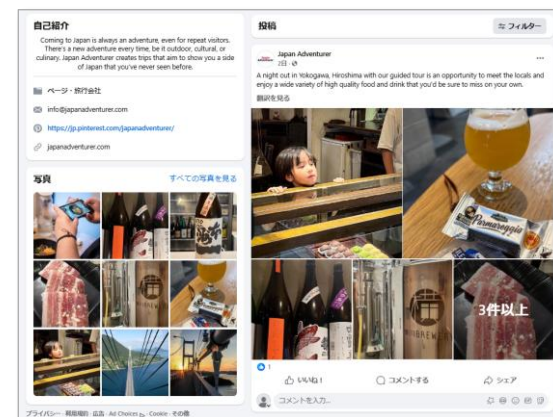 自己紹介
Coming to Japan is always an adventure, even for repeat visitors.
There's a new adventure every time, be it outdoor, cultural, or
culinary. Japan Adventurer creates trips that aim to show you a side
of Japan that you've never seen before.
ページ · 旅行会社
info@japanadventurer.com
https://jp.pinterest.com/japanadventurer/
japanadventurer.com
写真
すべての写真を見る
プライバシー · 利用規約 · 広告 · Ad Choices · Cookie · その他
投稿
フィルター
Japan Adventurer
2日
A night out in Yokogawa, Hiroshima with our guided tour is an opportunity to meet the locals and
enjoy a wide variety of high quality food and drink that you'd be sure to miss on your own.
翻訳を見る
Parmareggio
3件以上
1
いいね！
コメントする
シェア
コメントを入力...